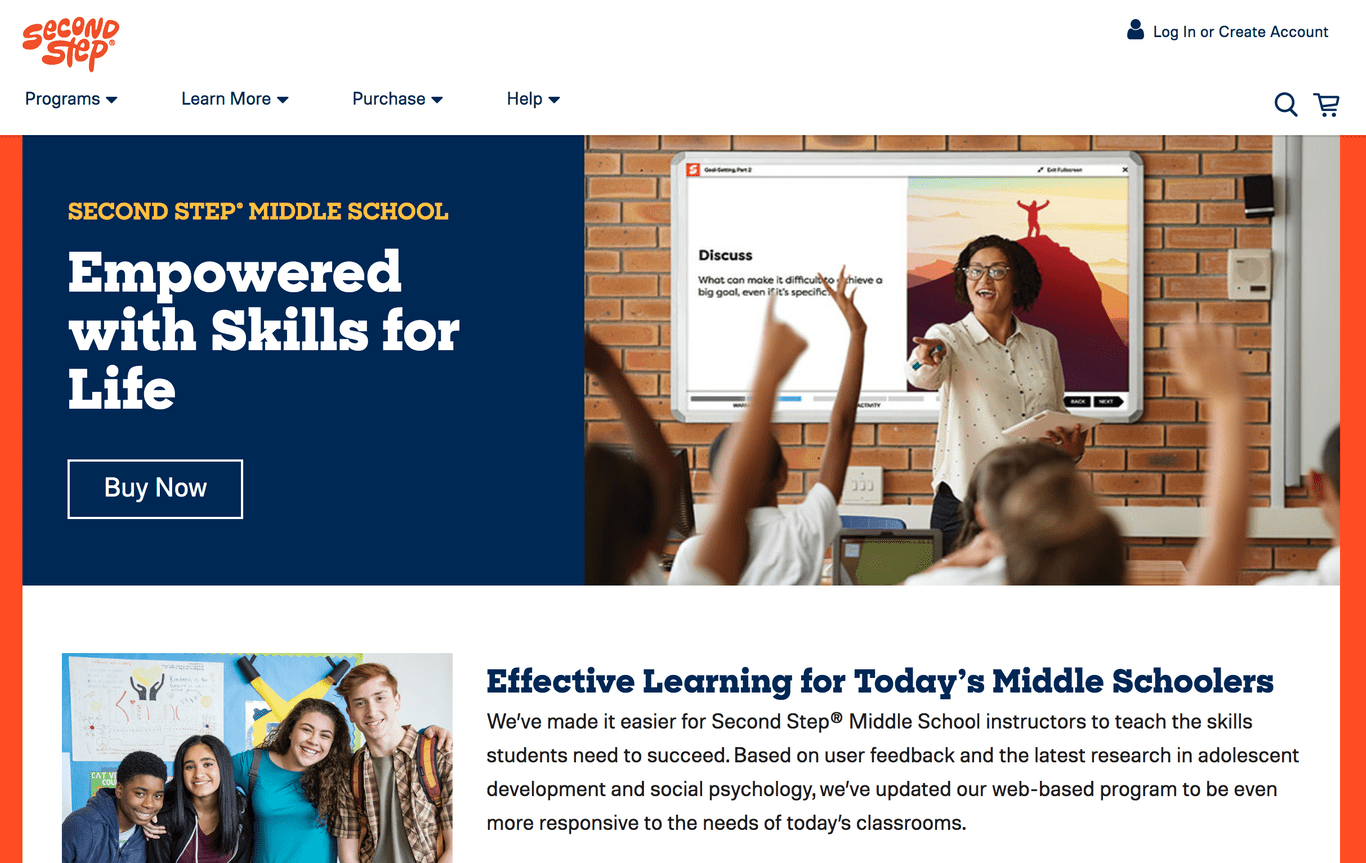 SECOND
STEP®
Log In or Create Account
Programs
Learn More
Purchase
Help
SECOND STEP® MIDDLE SCHOOL
Empowered
with Skills for
Life
Buy Now
Goal-Setting, Part 2
Exit Fullscreen
Discuss
What can make it difficult to achieve a
big goal, even if it's specific?
BACK
NEXT
Effective Learning for Today’s Middle Schoolers
We’ve made it easier for Second Step® Middle School instructors to teach the skills
students need to succeed. Based on user feedback and the latest research in adolescent
development and social psychology, we’ve updated our web-based program to be even
more responsive to the needs of today’s classrooms.